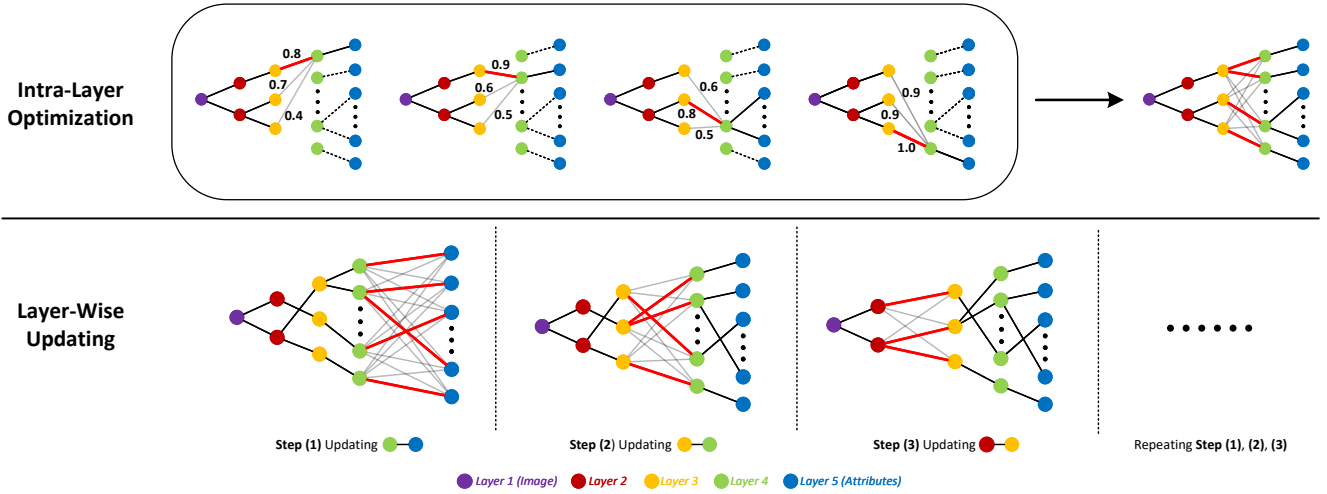 Intra-Layer
Optimization
0.8
0.7
0.4
0.9
0.6
0.5
0.6
0.8
0.5
0.9
0.9
1.0
Layer-Wise
Updating
Step (1) Updating
Step (2) Updating
Step (3) Updating
Repeating Step (1), (2), (3)
Layer 1 (Image) Layer 2 Layer 3 Layer 4 Layer 5 (Attributes)